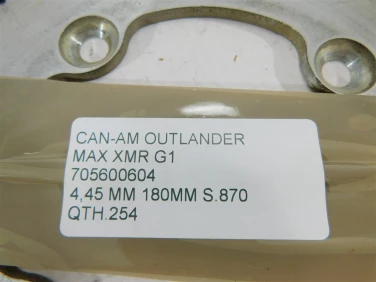 CAN-AM OUTLANDER
MAX XMR G1
705600604
4,45 MM 180MM S.870
QTH.254